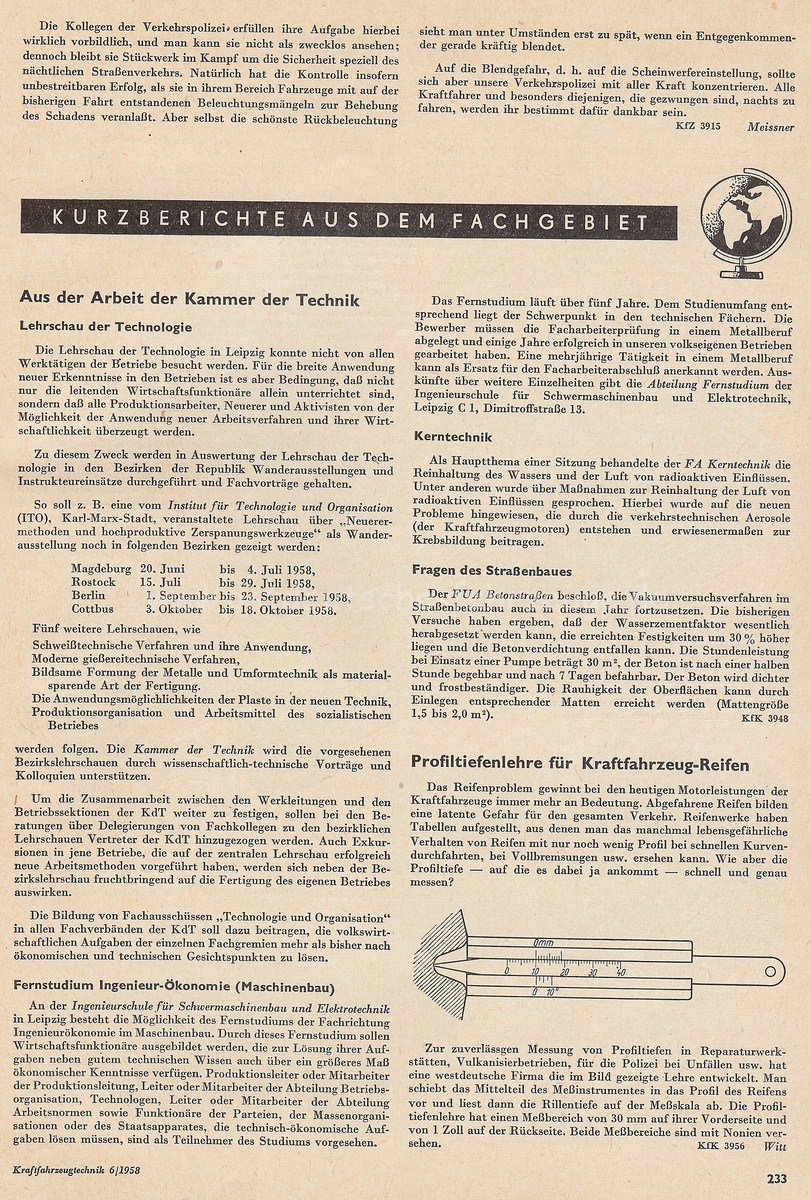 Die Kollegen der Verkehrspolizei erfüllen ihre Aufgabe hierbei
wirklich vorbildlich, und man kann sie nicht als zwecklos ansehen;
dennoch bleibt sie Stückwerk im Kampf um die Sicherheit speziell des
nächtlichen Straßenverkehrs. Natürlich hat die Kontrolle insofern
unbestreitbaren Erfolg, als sie in ihrem Bereich Fahrzeuge mit auf der
bisherigen Fahrt entstandenen Beleuchtungsmängeln zur Behebung
des Schadens veranlaßt. Aber selbst die schönste Rückbeleuchtung
sieht man unter Umständen erst zu spät, wenn ein Entgegenkommen-
der gerade kräftig blendet.
Auf die Blendgefahr, d. h. auf die Scheinwerfereinstellung, sollte
sich aber unsere Verkehrspolizei mit aller Kraft konzentrieren. Alle
Kraftfahrer und besonders diejenigen, die gezwungen sind, nachts zu
fahren, werden ihr bestimmt dafür dankbar sein.
KfZ 3915 Meissner
KURZBERICHTE AUS DEM FACHGEBIET
Aus der Arbeit der Kammer der Technik
Lehrschau der Technologie
Die Lehrschau der Technologie in Leipzig konnte nicht von allen
Werktätigen der Betriebe besucht werden. Für die breite Anwendung
neuer Erkenntnisse in den Betrieben ist es aber Bedingung, daß nicht
nur die leitenden Wirtschaftsfunktionäre allein unterrichtet sind,
sondern daß alle Produktionsarbeiter, Neuerer und Aktivisten von der
Möglichkeit der Anwendung neuer Arbeitsverfahren und ihrer Wirt-
schaftlichkeit überzeugt werden.
Zu diesem Zweck werden in Auswertung der Lehrschau der Tech-
nologie in den Bezirken der Republik Wanderausstellungen und
Instrukteureinsätze durchgeführt und Fachvorträge gehalten.
So soll z. B. eine vom Institut für Technologie und Organisation
(ITO), Karl-Marx-Stadt, veranstaltete Lehrschau über „Neuerer-
methoden und hochproduktive Zerspanungswerkzeuge“ als Wander-
ausstellung noch in folgenden Bezirken gezeigt werden:
Magdeburg 20. Juni bis 4. Juli 1958,
Rostock 15. Juli bis 29. Juli 1958,
Berlin 1. September bis 23. September 1958,
Cottbus 3. Oktober bis 18. Oktober 1958.
Fünf weitere Lehrschauen, wie
Schweißtechnische Verfahren und ihre Anwendung,
Moderne gießereitechnische Verfahren,
Bildsame Formung der Metalle und Umformtechnik als material-
sparende Art der Fertigung.
Die Anwendungsmöglichlichkeiten der Plaste in der neuen Technik,
Produktionsorganisation und Arbeitsmittel des sozialistischen
Betriebes
werden folgen. Die Kammer der Technik wird die vorgesehenen
Bezirkslehrschauen durch wissenschaftlich-technische Vorträge und
Kolloquien unterstützen.
Um die Zusammenarbeit zwischen den Werkleitungen und den
Betriebssektionen der KdT weiter zu festigen, sollen bei den Be-
ratungen über Delegierungen von Fachkollegen zu den bezirklichen
Lehrschauen Vertreter der KdT hinzugezogen werden. Auch Exkur-
sionen in jene Betriebe, die auf der zentralen Lehrschau erfolgreich
neue Arbeitsmethoden vorgeführt haben, werden sich neben der Be-
zirkslehrschau fruchtbringend auf die Fertigung des eigenen Betriebes
auswirken.
Die Bildung von Fachausschüssen „Technologie und Organisation“
in allen Fachverbänden der KdT soll dazu beitragen, die volkswirt-
schaftlichen Aufgaben der einzelnen Fachgremien mehr als bisher nach
ökonomischen und technischen Gesichtspunkten zu lösen.
Fernstudium Ingenieur-Ökonomie (Maschinenbau)
An der Ingenieurschule für Schwermaschinenbau und Elektrotechnik
in Leipzig besteht die Möglichkeit des Fernstudiums der Fachrichtung
Ingenieurökonomie im Maschinenbau. Durch dieses Fernstudium sollen
Wirtschaftsfunktionäre ausgebildet werden, die zur Lösung ihrer Auf-
gaben neben gutem technischen Wissen auch über ein größeres Maß
ökonomischer Kenntnisse verfügen. Produktionsleiter oder Mitarbeiter
der Produktionsleitung, Leiter oder Mitarbeiter der Abteilung Betriebs-
organisation, Technologen, Leiter oder Mitarbeiter der Abteilung
Arbeitsnormen sowie Funktionäre der Parteien, der Massenorgani-
sationen oder des Staatsapparates, die technisch-ökonomische Auf-
gaben lösen müssen, sind als Teilnehmer des Studiums vorgesehen.
Das Fernstudium läuft über fünf Jahre. Dem Studienumfang ent-
sprechend liegt der Schwerpunkt in den technischen Fächern. Die
Bewerber müssen die Facharbeiterprüfung in einem Metallberuf
abgelegt und einige Jahre erfolgreich in unseren volkseigenen Betrieben
gearbeitet haben. Eine mehrjährige Tätigkeit in einem Metallberuf
kann als Ersatz für den Facharbeiterabschluß anerkannt werden. Aus-
künfte über weitere Einzelheiten gibt die Abteilung Fernstudium der
Ingenieurschule für Schwermaschinenbau und Elektrotechnik,
Leipzig C 1, Dimitroffstraße 13.
Kerntechnik
Als Hauptthema einer Sitzung behandelte der FA Kerntechnik die
Reinhaltung des Wassers und der Luft von radioaktiven Einflüssen.
Unter anderen wurde über Maßnahmen zur Reinhaltung der Luft von
radioaktiven Einflüssen gesprochen. Hierbei wurde auf die neuen
Probleme hingewiesen, die durch die verkehrstechnischen Aerosole
(der Kraftfahrzeugmotoren) entstehen und erwiesenermaßen zur
Krebsbildung beitragen.
Fragen des Straßenbaues
Der FUA Betonstraßen beschloß, die Vakuumversuchsverfahren im
Straßenbetonbau auch in diesem Jahr fortzusetzen. Die bisherigen
Versuche haben ergeben, daß der Wasserzementfaktor wesentlich
herabgesetzt werden kann, die erreichten Festigkeiten um 30 % höher
liegen und die Betonverdichtung entfallen kann. Die Stundenleistung
bei Einsatz einer Pumpe beträgt 30 m², der Beton ist nach einer halben
Stunde begehbar und nach 7 Tagen befahrbar. Der Beton wird dichter
und frostbeständiger. Die Rauhigkeit der Oberflächen kann durch
Einlegen entsprechender Matten erreicht werden (Mattengröße
1,5 bis 2,0 m²).
KfK 3948
Profiltiefenlehre für Kraftfahrzeug-Reifen
Das Reifenproblem gewinnt bei den heutigen Motorleistungen der
Kraftfahrzeuge immer mehr an Bedeutung. Abgefahrene Reifen bilden
eine latente Gefahr für den gesamten Verkehr. Reifenwerke haben
Tabellen aufgestellt, aus denen man das manchmal lebensgefährliche
Verhalten von Reifen mit nur noch wenig Profil bei schnellen Kurven-
durchfahrten, bei Vollbremsungen usw. ersehen kann. Wie aber die
Profiltiefe — auf die es dabei ja ankommt — schnell und genau
messen?
0mm
0 10 20 30 40
0 10"
Zur zuverlässgen Messung von Profiltiefen in Reparaturwerk-
stätten, Vulkanisierbetrieben, für die Polizei bei Unfällen usw. hat
eine westdeutsche Firma die im Bild gezeigte Lehre entwickelt. Man
schiebt das Mittelteil des Meßinstrumentes in das Profil des Reifens
vor und liest dann die Rillentiefe auf der Meßskala ab. Die Profil-
tiefenlehre hat einen Meßbereich von 30 mm auf ihrer Vorderseite und
von 1 Zoll auf der Rückseite. Beide Meßbereiche sind mit Nonien ver-
sehen.
KfK 3956 Witt
Kraftfahrzeugtechnik 6/1958
233